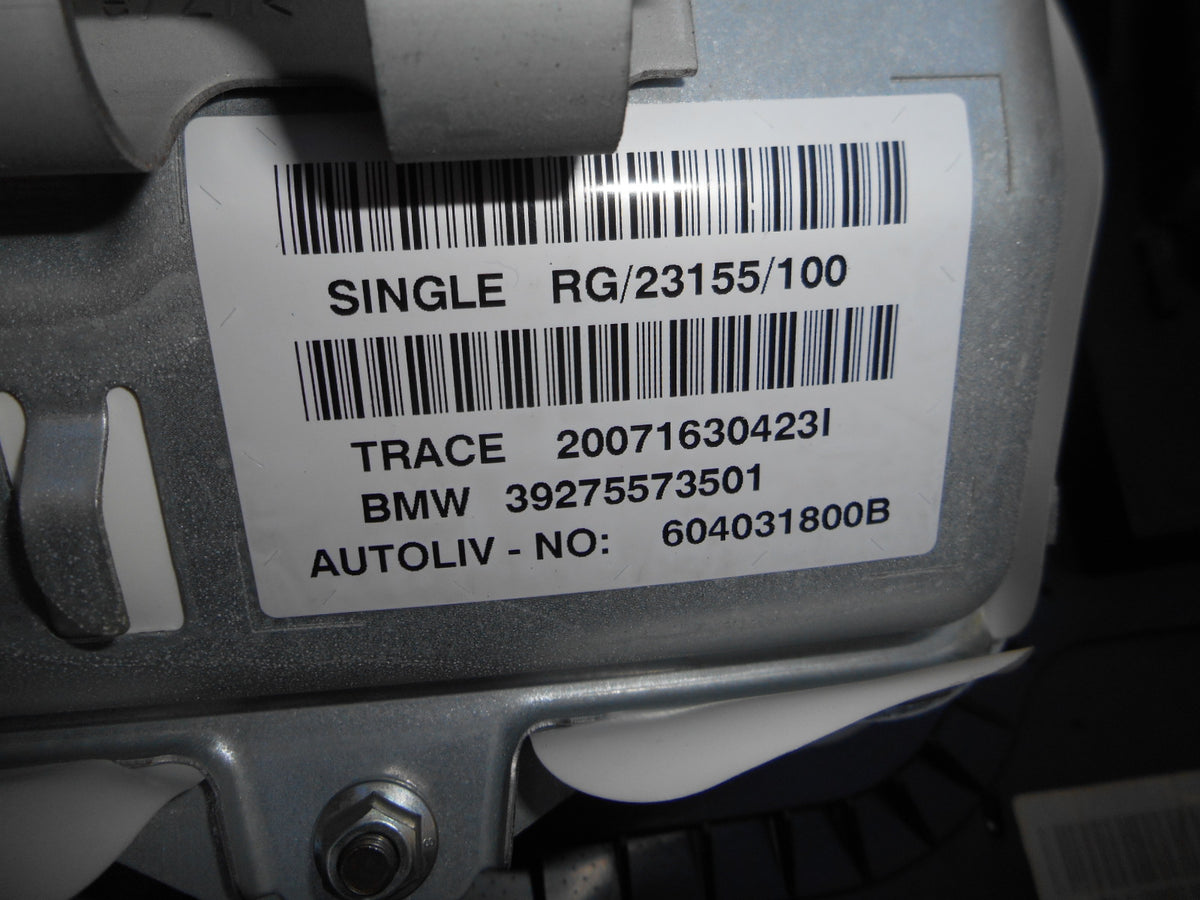 SINGLE RG/23155/100
TRACE 20071630423I
BMW 39275573501
AUTOLIV - NO: 604031800B